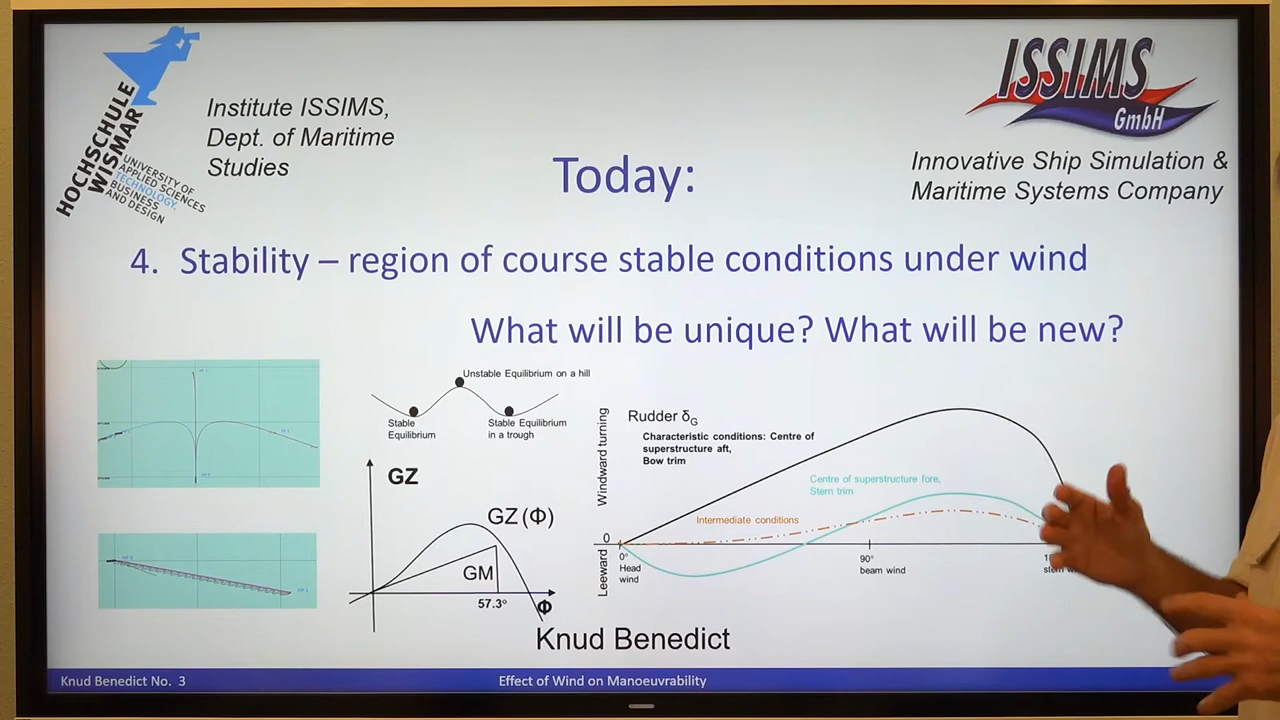 HOCHSCHULE
WISMAR
UNIVERSITY OF
APPLIED SCIENCES
TECHNOLOGY,
BUSINESS
AND DESIGN
Institute ISSIMS,
Dept. of Maritime
Studies
ISSIMS
GmbH
Innovative Ship Simulation &
Maritime Systems Company
Today:
4. Stability – region of course stable conditions under wind
What will be unique? What will be new?
Unstable Equilibrium on a hill
Stable
Equilibrium
Stable Equilibrium
in a trough
GZ
GZ (Φ)
GM
57.3°
Φ
Windward turning
0
Leeward
Rudder δG
Characteristic conditions: Centre of
superstructure aft,
Bow trim
Centre of superstructure fore,
Stern trim
Intermediate conditions
0°
Head
wind
90°
beam wind
Knud Benedict
Knud Benedict No. 3
Effect of Wind on Manoeuvrability